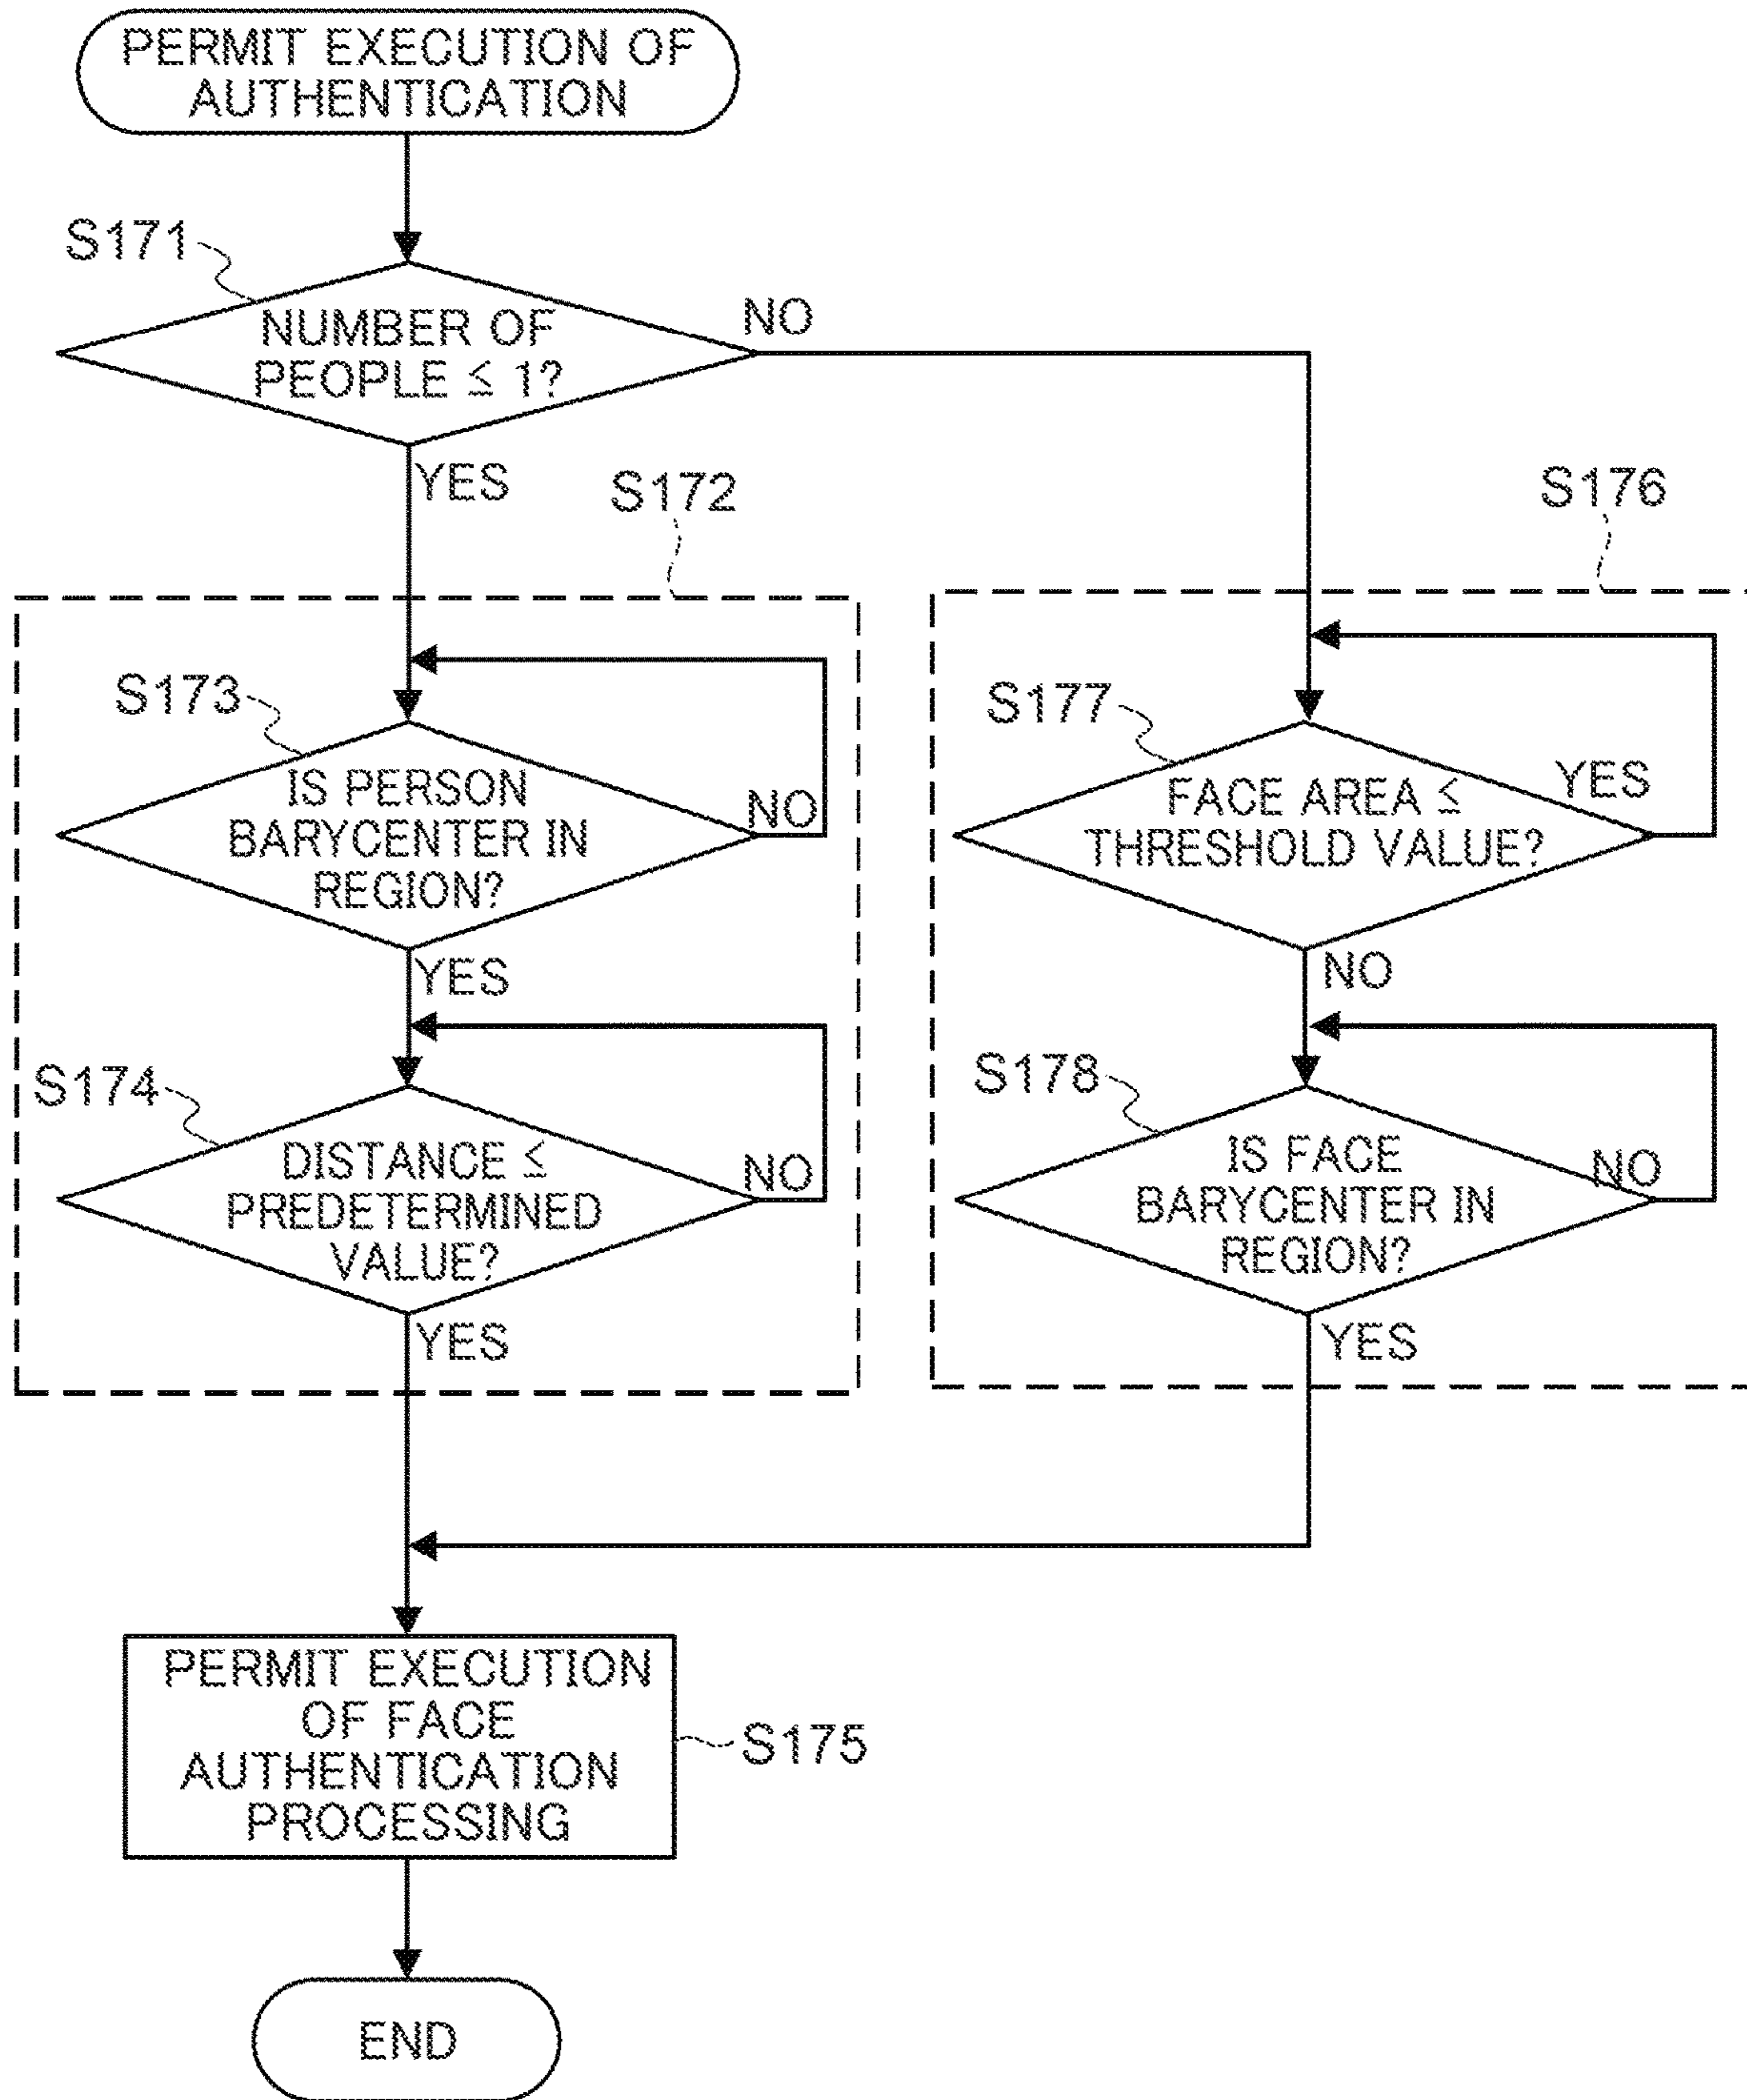 PERMIT EXECUTION OF
AUTHENTICATION
S171
NUMBER OF
PEOPLE ≤ 1?
NO
YES
S172
S173
IS PERSON
BARYCENTER IN
REGION?
NO
YES
S174
DISTANCE ≤
PREDETERMINED
VALUE?
NO
YES
S176
S177
FACE AREA ≤
THRESHOLD VALUE?
YES
NO
S178
IS FACE
BARYCENTER IN
REGION?
NO
YES
PERMIT EXECUTION
OF FACE
AUTHENTICATION
PROCESSING
S175
END